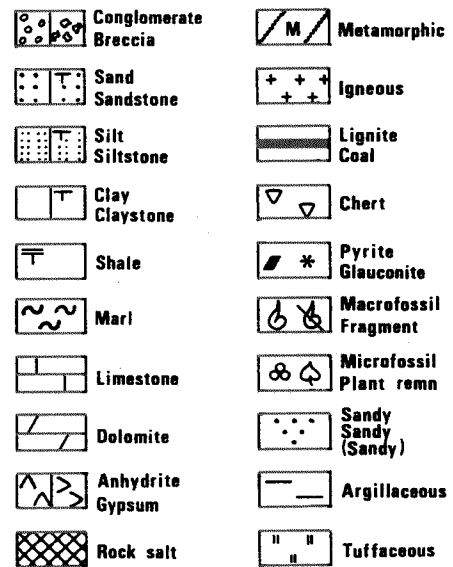 Conglomerate
Breccia
Sand
Sandstone
Silt
Siltstone
Clay
Claystone
Shale
Marl
Limestone
Dolomite
Anhydrite
Gypsum
Rock salt
M
Metamorphic
Igneous
Lignite
Coal
Chert
Pyrite
Glauconite
Macrofossil
Fragment
Microfossil
Plant remn
Sandy
Sandy
(Sandy)
Argillaceous
Tuffaceous